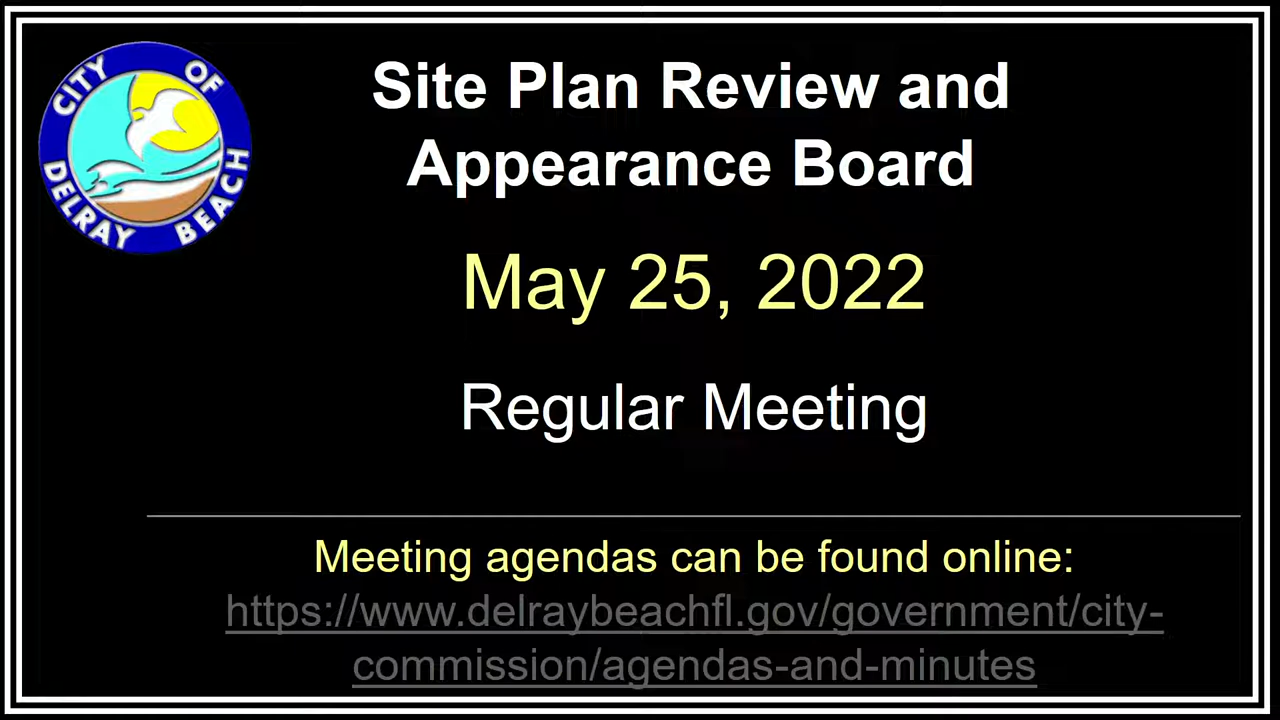 CITY OF
DELRAY BEACH
Site Plan Review and
Appearance Board
May 25, 2022
Regular Meeting
Meeting agendas can be found online:
https://www.delraybeachfl.gov/government/city-
commission/agendas-and-minutes